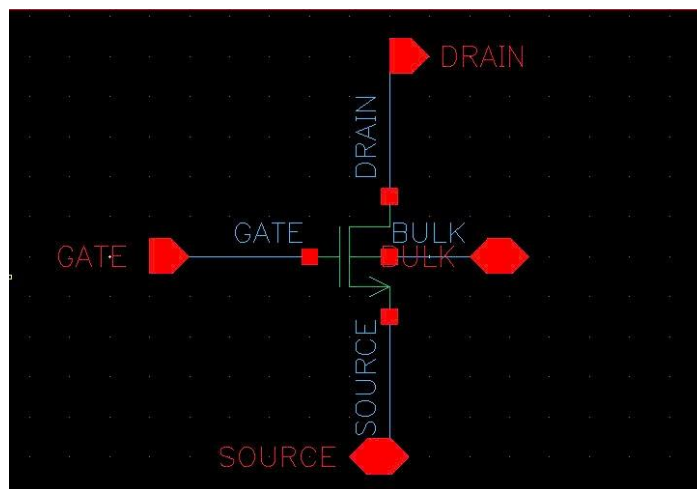 DRAIN
DRAIN
GATE
GATE
BULK
BULK
SOURCE
SOURCE